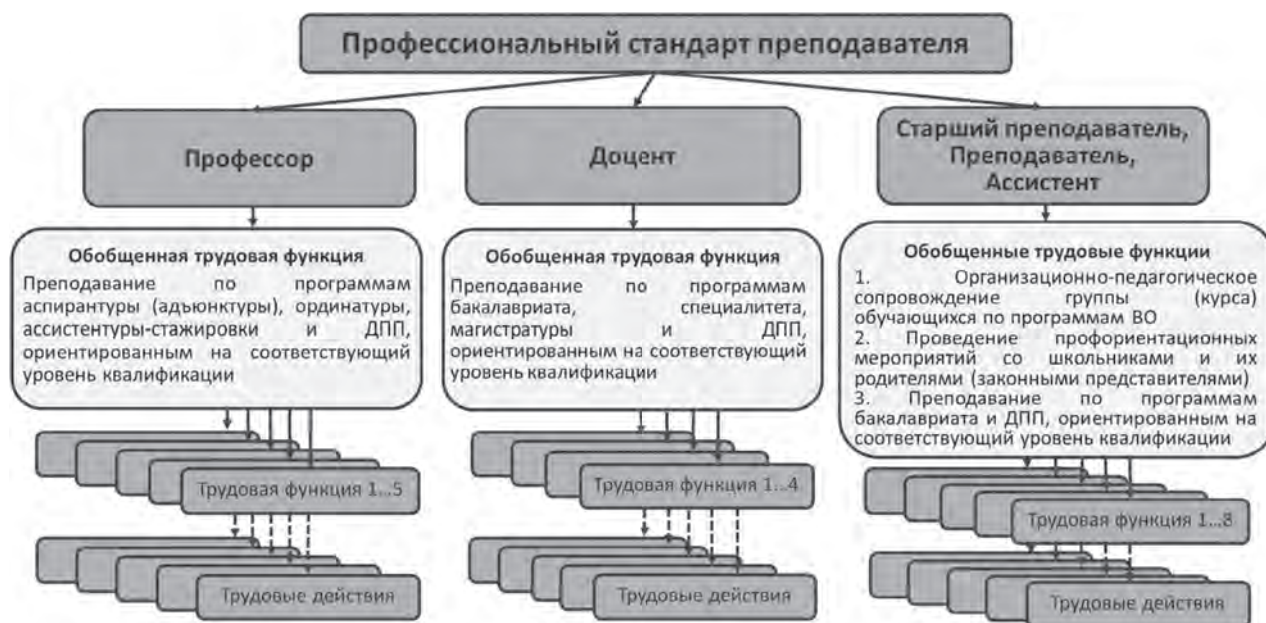 Профессиональный стандарт преподавателя
Профессор
Обобщенная трудовая функция
Преподавание по программам
аспирантуры (адъюнктуры), ординатуры,
ассистентуры-стажировки и ДПП,
ориентированным на соответствующий
уровень квалификации
Трудовая функция 1...5
Трудовые действия
Доцент
Обобщенная трудовая функция
Преподавание по программам
бакалавриата, специалитета,
магистратуры и ДПП,
ориентированным на соответствующий
уровень квалификации
Трудовая функция 1...4
Трудовые действия
Старший преподаватель,
Преподаватель,
Ассистент
Обобщенные трудовые функции
1. Организационно-педагогическое
сопровождение группы (курса)
обучающихся по программам ВО
2. Проведение профориентационных
мероприятий со школьниками и их
родителями (законными представителями)
3. Преподавание по программам
бакалавриата и ДПП, ориентированным на
соответствующий уровень квалификации
Трудовая функция 1...8
Трудовые действия